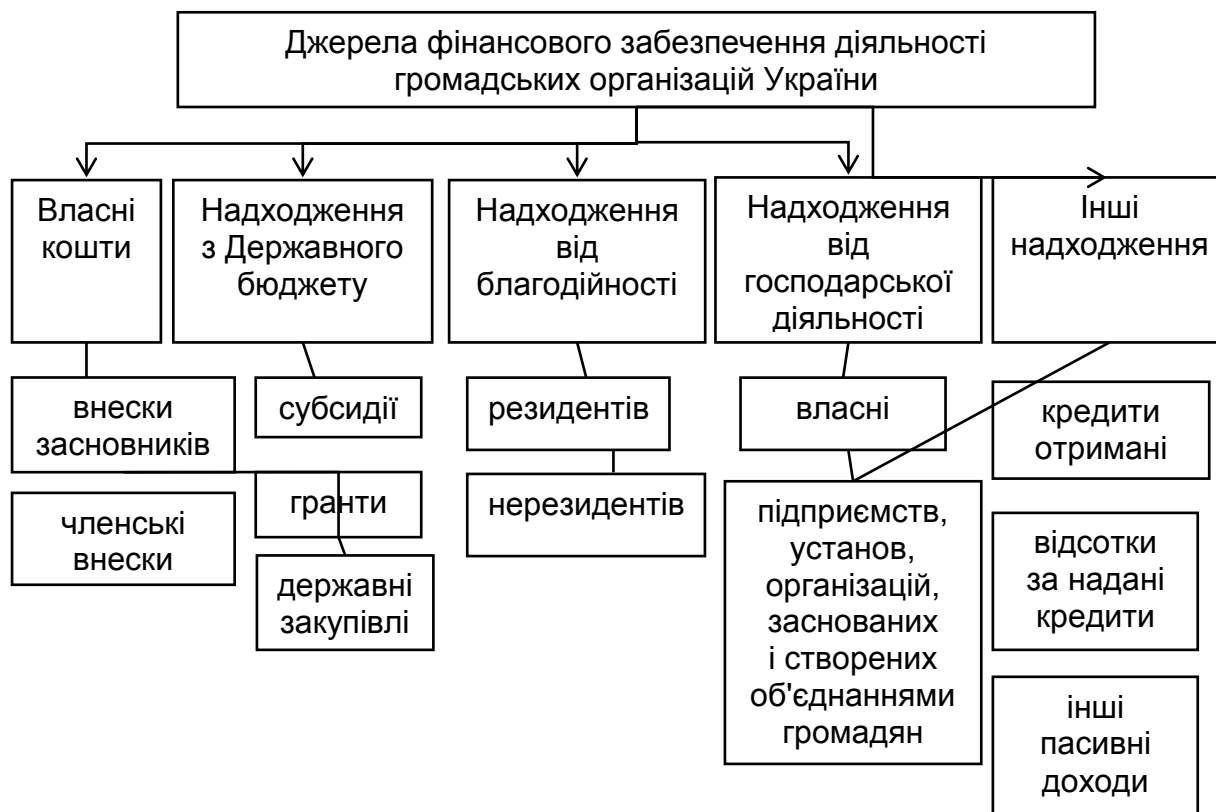 Джерела фінансового забезпечення діяльності
громадських організацій України
Власні
кошти
Надходження
з Державного
бюджету
Надходження
від
благодійності
Надходження
від
господарської
діяльності
Інші
надходження
внески
засновників
членські
внески
субсидії
гранти
державні
закупівлі
резидентів
нерезидентів
власні
підприємств,
установ,
організацій,
заснованих
і створених
об'єднаннями
громадян
кредити
отримані
відсотки
за надані
кредити
інші
пасивні
доходи